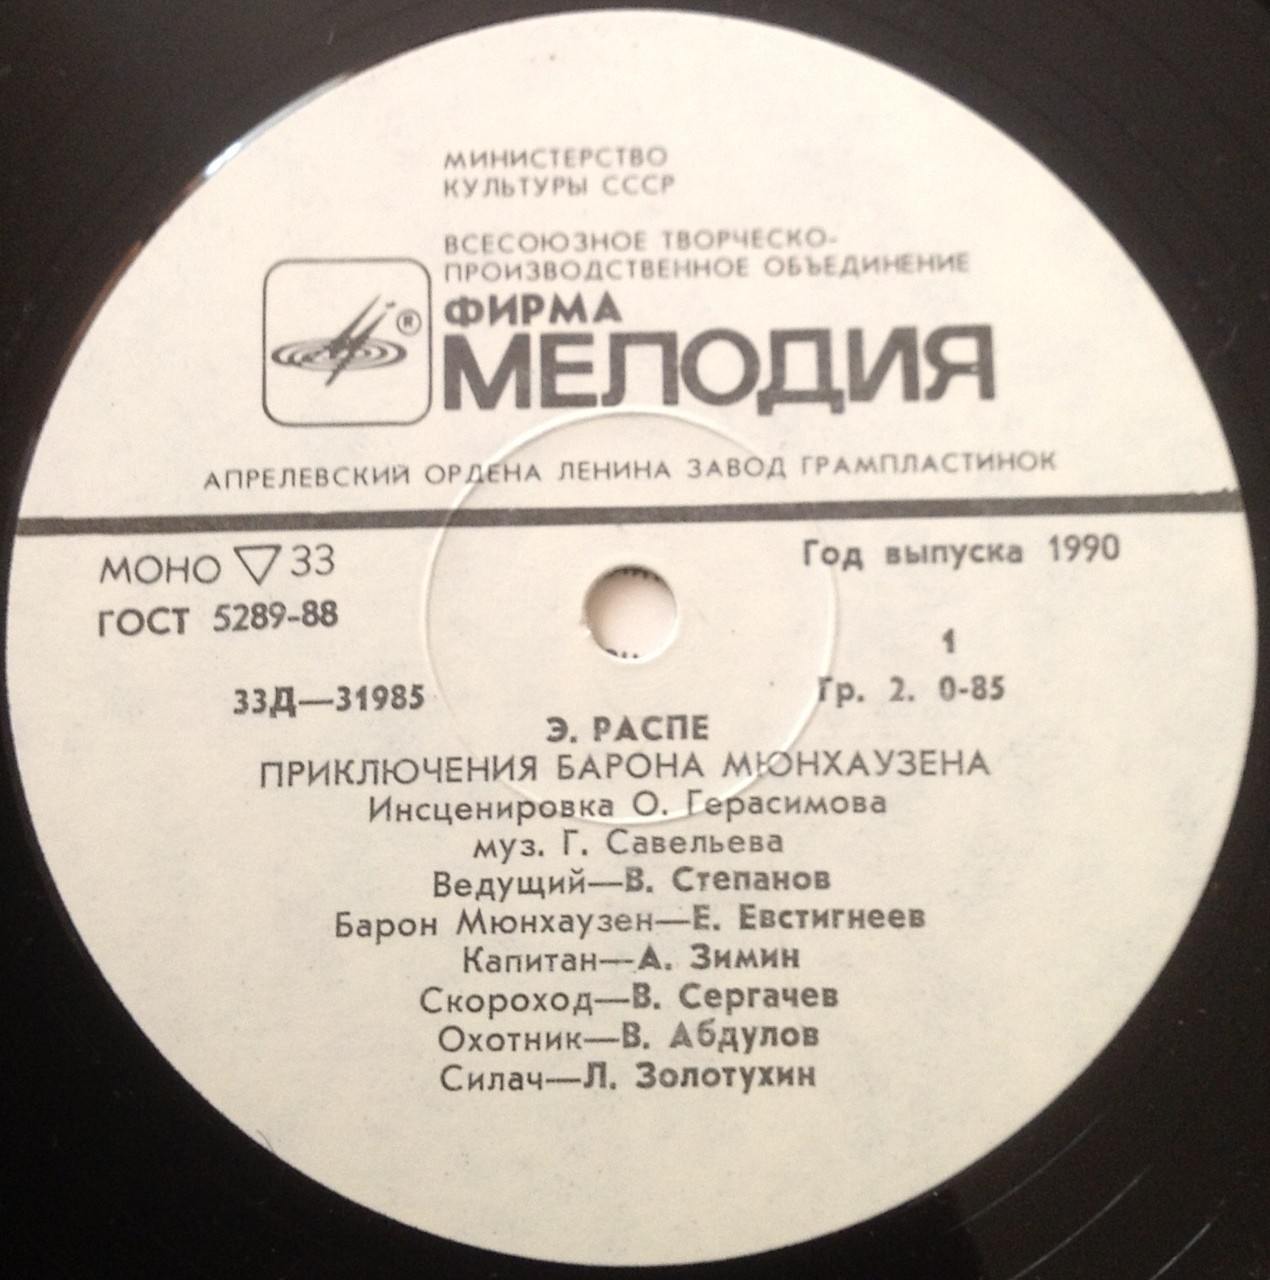 МИНИСТЕРСТВО
КУЛЬТУРЫ СССР
ВСЕСОЮЗНОЕ ТВОРЧЕСКО-
ПРОИЗВОДСТВЕННОЕ ОБЪЕДИНЕНИЕ
ФИРМА
® МЕЛОДИЯ
АПРЕЛЕВСКИЙ ОРДЕНА ЛЕНИНА ЗАВОД ГРАМПЛАСТИНОК
МОНО ▽ 33 Год выпуска 1990
ГОСТ 5289-88
1
33Д—31985 Гр. 2. 0-85
Э. РАСПЕ
ПРИКЛЮЧЕНИЯ БАРОНА МЮНХАУЗЕНА
Инсценировка О. Герасимова
муз. Г. Савельева
Ведущий—В. Степанов
Барон Мюнхаузен—Е. Евстигнеев
Капитан—А. Зимин
Скороход—В. Сергачев
Охотник—В. Абдулов
Силач—Л. Золотухин